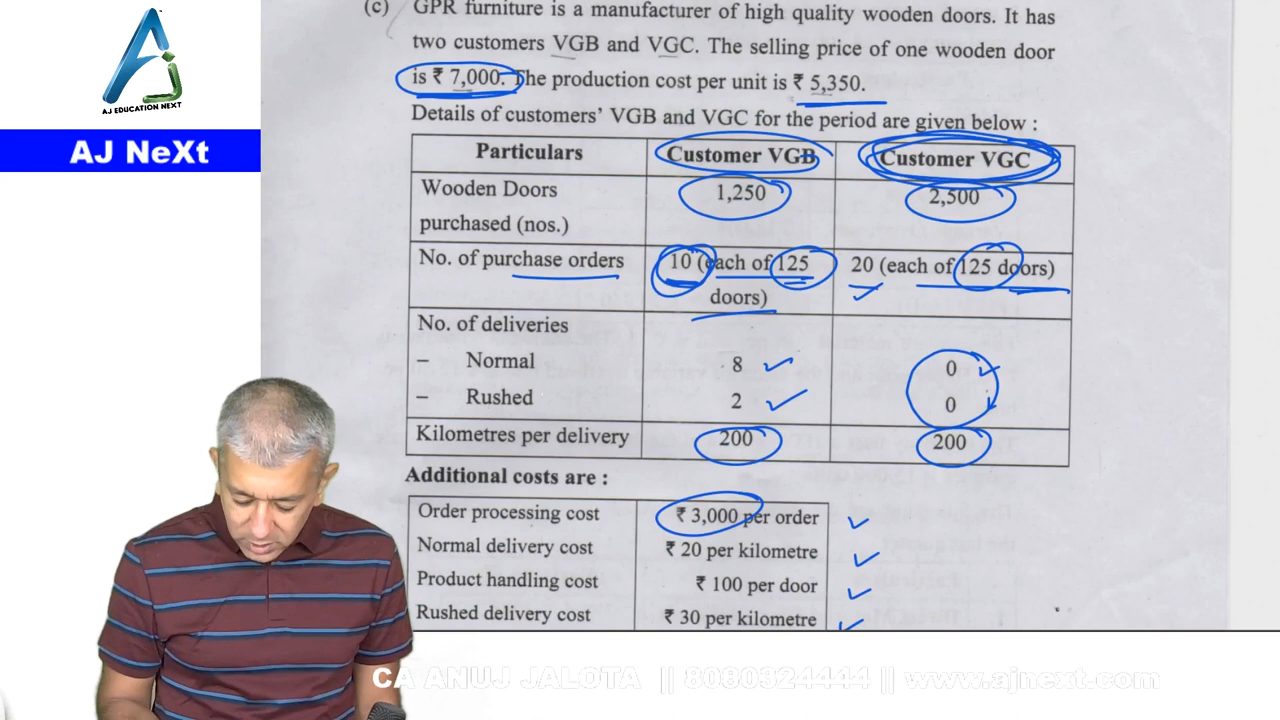 AJ EDUCATION NEXT
AJ NeXt
(c) GPR furniture is a manufacturer of high quality wooden doors. It has
two customers VGB and VGC. The selling price of one wooden door
is ₹ 7,000. The production cost per unit is ₹ 5,350.
Details of customers' VGB and VGC for the period are given below :
Particulars Customer VGB Customer VGC
Wooden Doors 1,250 2,500
purchased (nos.)
No. of purchase orders 10 (each of 125 20 (each of 125 doors)
doors)
No. of deliveries
– Normal 8 0
– Rushed 2 0
Kilometres per delivery 200 200
Additional costs are :
Order processing cost ₹ 3,000 per order
Normal delivery cost ₹ 20 per kilometre
Product handling cost ₹ 100 per door
Rushed delivery cost ₹ 30 per kilometre
CA ANUJ JALOTA || 8080924444 || www.ajnext.com